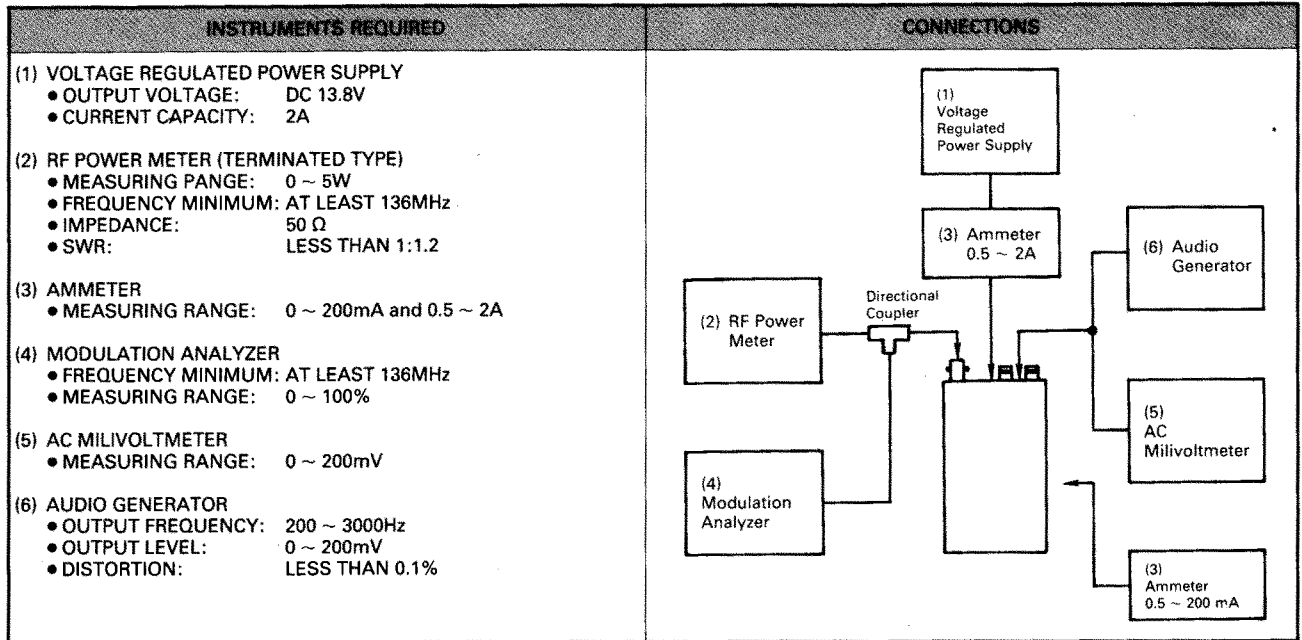 INSTRUMENTS REQUIRED
(1) VOLTAGE REGULATED POWER SUPPLY
• OUTPUT VOLTAGE: DC 13.8V
• CURRENT CAPACITY: 2A
(2) RF POWER METER (TERMINATED TYPE)
• MEASURING PANGE: 0 ~ 5W
• FREQUENCY MINIMUM: AT LEAST 136MHz
• IMPEDANCE: 50 Ω
• SWR: LESS THAN 1:1.2
(3) AMMETER
• MEASURING RANGE: 0 ~ 200mA and 0.5 ~ 2A
(4) MODULATION ANALYZER
• FREQUENCY MINIMUM: AT LEAST 136MHz
• MEASURING RANGE: 0 ~ 100%
(5) AC MILIVOLTMETER
• MEASURING RANGE: 0 ~ 200mV
(6) AUDIO GENERATOR
• OUTPUT FREQUENCY: 200 ~ 3000Hz
• OUTPUT LEVEL: 0 ~ 200mV
• DISTORTION: LESS THAN 0.1%
CONNECTIONS
(1)
Voltage
Regulated
Power Supply
(3) Ammeter
0.5 ~ 2A
(6) Audio
Generator
Directional
Coupler
(2) RF Power
Meter
(5)
AC
Milivoltmeter
(4)
Modulation
Analyzer
(3)
Ammeter
0.5 ~ 200 mA